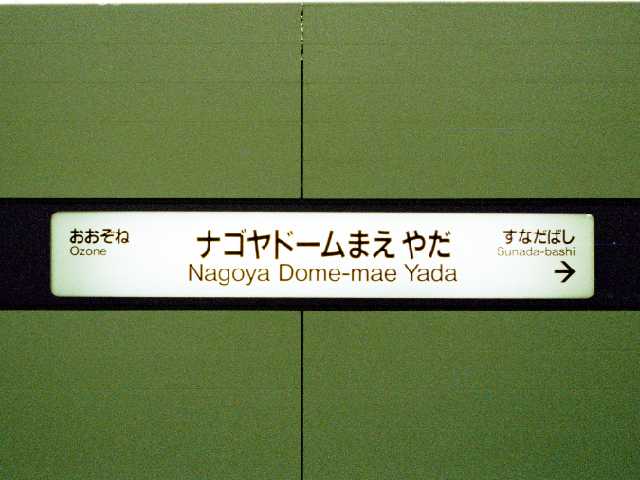 おおぞね
Ozone
ナゴヤドームまえ やだ
Nagoya Dome-mae Yada
すなだばし
Sunada-bashi
→